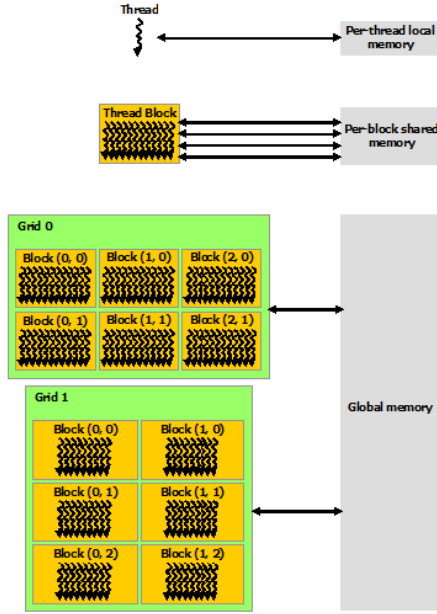 Thread
Per-thread local
memory
Thread Block
Per-block shared
memory
Grid 0
Block (0, 0) Block (1, 0) Block (2, 0)
Block (0, 1) Block (1, 1) Block (2, 1)
Grid 1
Block (0, 0) Block (1, 0)
Block (0, 1) Block (1, 1)
Block (0, 2) Block (1, 2)
Global memory